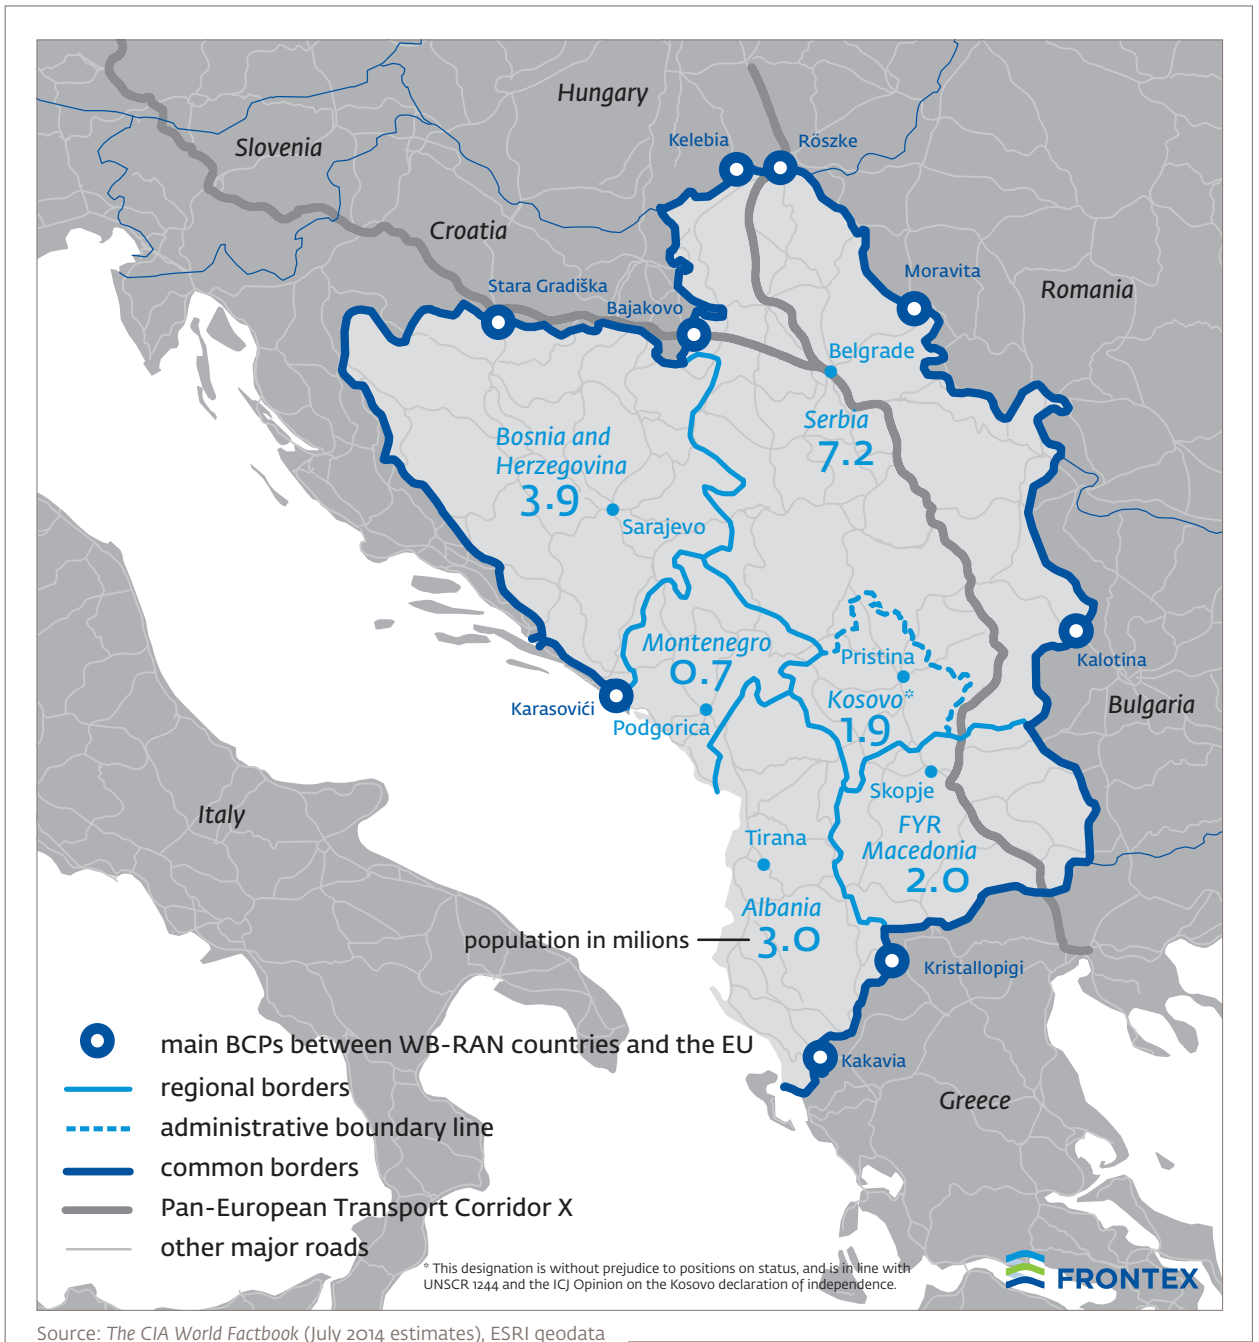 Hungary
Kelebia
Röszke
Slovenia
Croatia
Moravita
Stara Gradiška
Romania
Bajakovo
Belgrade
Serbia
7.2
Bosnia and
Herzegovina
3.9
Sarajevo
Montenegro
0.7
Pristina
Kalotina
Kosovo*
1.9
Bulgaria
Karasovići
Podgorica
Skopje
Italy
FYR
Macedonia
2.0
Tirana
Albania
3.0
population in milions
Kristallopigi
Kakavia
Greece
main BCPs between WB-RAN countries and the EU
regional borders
administrative boundary line
common borders
Pan-European Transport Corridor X
other major roads
* This designation is without prejudice to positions on status, and is in line with
UNSCR 1244 and the ICJ Opinion on the Kosovo declaration of independence.
FRONTEX
Source: The CIA World Factbook (July 2014 estimates), ESRI geodata